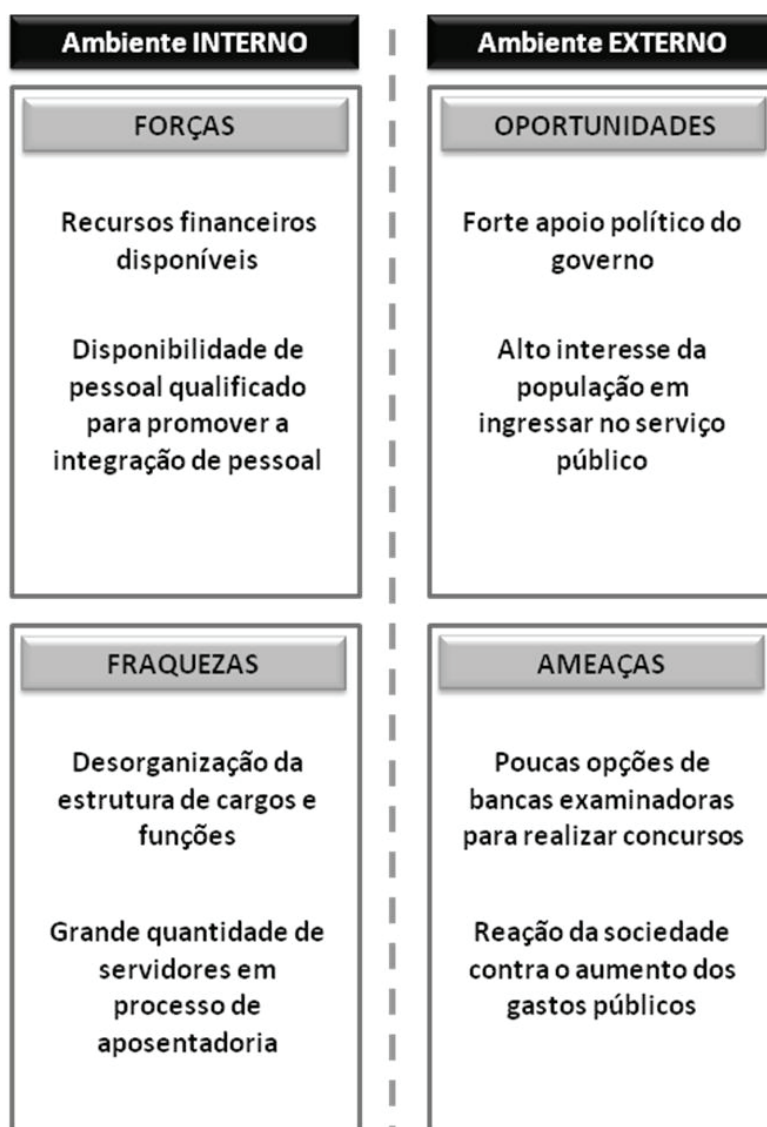 Ambiente INTERNO
FORÇAS
Recursos financeiros
disponíveis
Disponibilidade de
pessoal qualificado
para promover a
integração de pessoal
FRAQUEZAS
Desorganização da
estrutura de cargos e
funções
Grande quantidade de
servidores em
processo de
aposentadoria
Ambiente EXTERNO
OPORTUNIDADES
Forte apoio político do
governo
Alto interesse da
população em
ingressar no serviço
público
AMEAÇAS
Poucas opções de
bancas examinadoras
para realizar concursos
Reação da sociedade
contra o aumento dos
gastos públicos